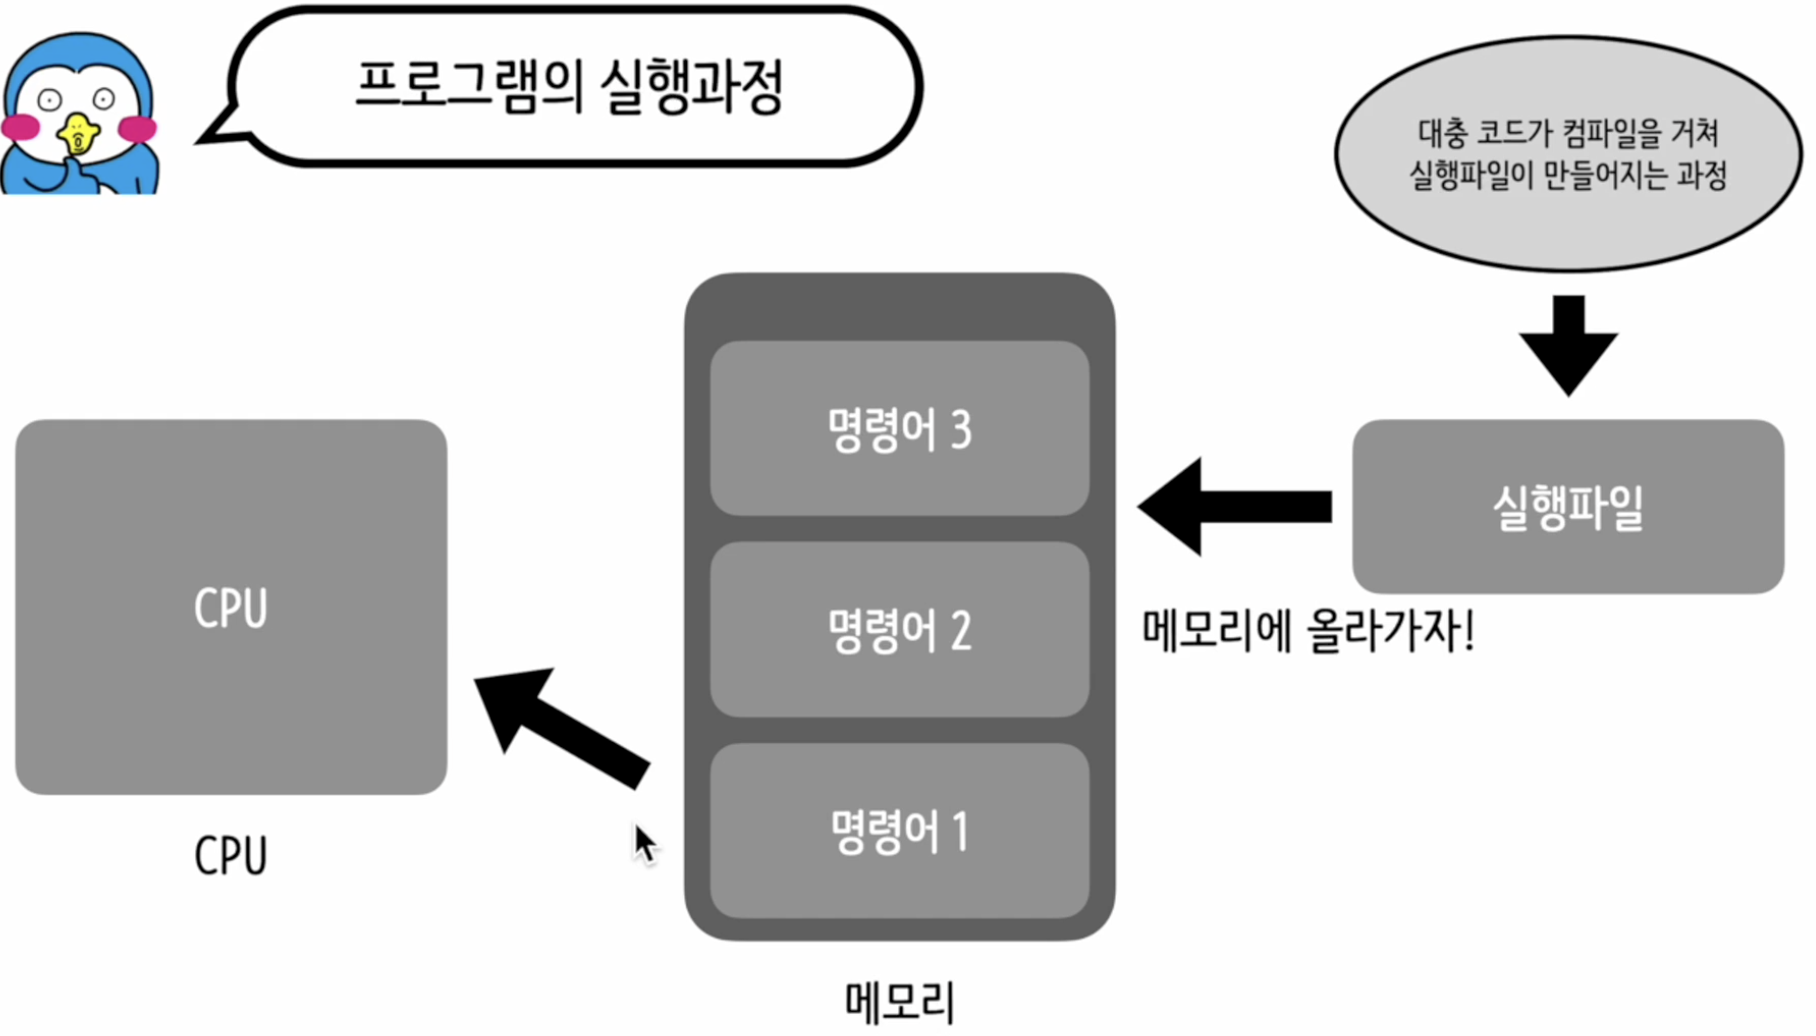 프로그램의 실행과정
대충 코드가 컴파일을 거쳐
실행파일이 만들어지는 과정
실행파일
메모리에 올라가자!
명령어 3
명령어 2
명령어 1
메모리
CPU
CPU